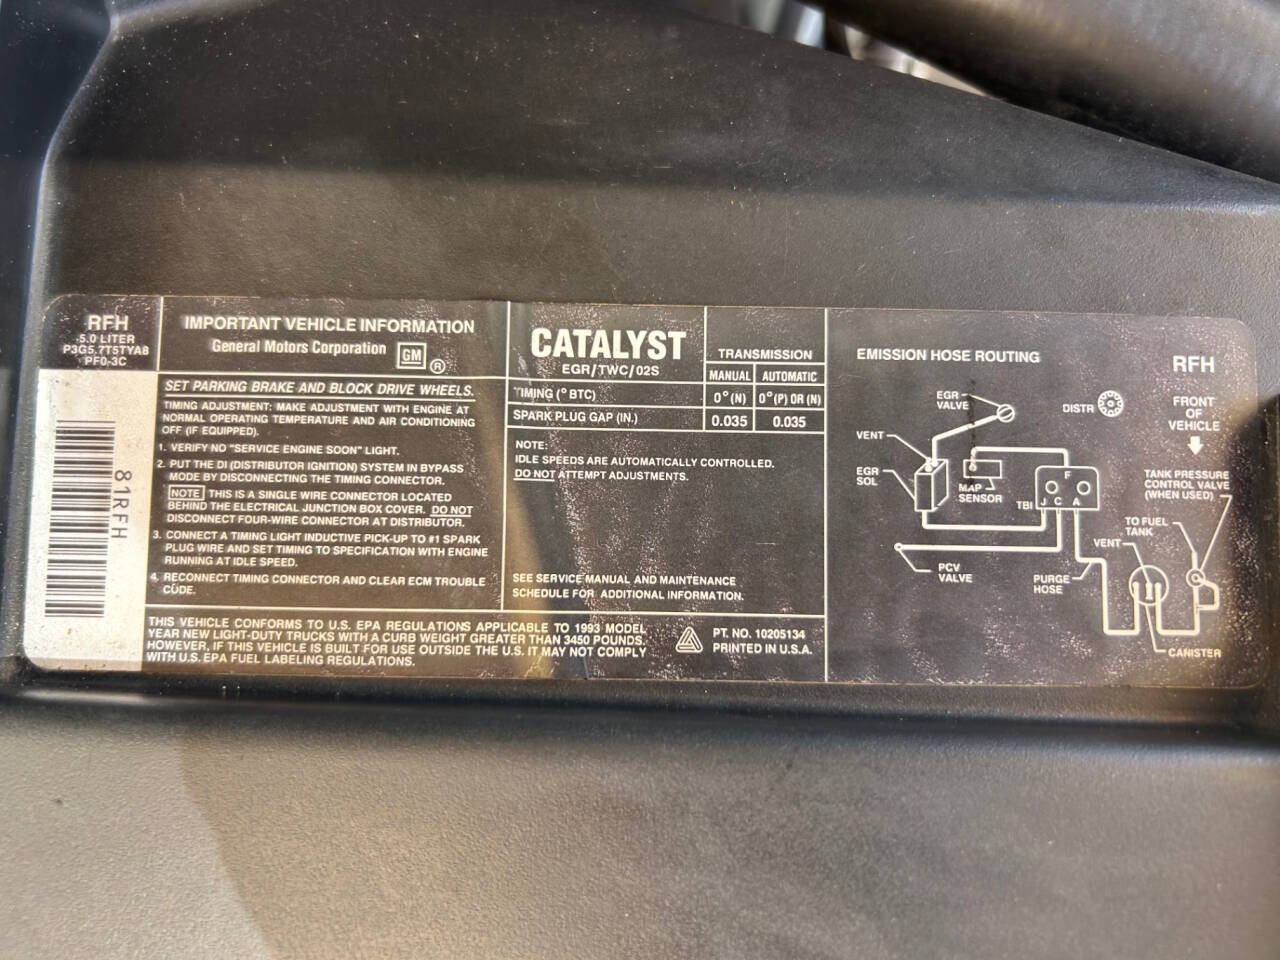 RFH
5.0 LITER
P3G5.7T5TYA8
PF0-3C
81RFH
IMPORTANT VEHICLE INFORMATION
General Motors Corporation GM ®
SET PARKING BRAKE AND BLOCK DRIVE WHEELS.
TIMING ADJUSTMENT: MAKE ADJUSTMENT WITH ENGINE AT
NORMAL OPERATING TEMPERATURE AND AIR CONDITIONING
OFF (IF EQUIPPED).
1. VERIFY NO "SERVICE ENGINE SOON" LIGHT.
2. PUT THE DI (DISTRIBUTOR IGNITION) SYSTEM IN BYPASS
MODE BY DISCONNECTING THE TIMING CONNECTOR.
NOTE THIS IS A SINGLE WIRE CONNECTOR LOCATED
BEHIND THE ELECTRICAL JUNCTION BOX COVER. DO NOT
DISCONNECT FOUR-WIRE CONNECTOR AT DISTRIBUTOR.
3. CONNECT A TIMING LIGHT INDUCTIVE PICK-UP TO #1 SPARK
PLUG WIRE AND SET TIMING TO SPECIFICATION WITH ENGINE
RUNNING AT IDLE SPEED.
4. RECONNECT TIMING CONNECTOR AND CLEAR ECM TROUBLE
CODE.
CATALYST
EGR/TWC/02S
TRANSMISSION
MANUAL AUTOMATIC
TIMING (°BTC) 0°(N) 0°(P) OR (N)
SPARK PLUG GAP (IN.) 0.035 0.035
NOTE:
IDLE SPEEDS ARE AUTOMATICALLY CONTROLLED.
DO NOT ATTEMPT ADJUSTMENTS.
SEE SERVICE MANUAL AND MAINTENANCE
SCHEDULE FOR ADDITIONAL INFORMATION.
THIS VEHICLE CONFORMS TO U.S. EPA REGULATIONS APPLICABLE TO 1993 MODEL
YEAR NEW LIGHT-DUTY TRUCKS WITH A CURB WEIGHT GREATER THAN 3450 POUNDS.
HOWEVER, IF THIS VEHICLE IS BUILT FOR USE OUTSIDE THE U.S. IT MAY NOT COMPLY
WITH U.S. EPA FUEL LABELING REGULATIONS.
PT. NO. 10205134
PRINTED IN U.S.A.
EMISSION HOSE ROUTING
RFH
FRONT
OF
VEHICLE
EGR
VALVE
DISTR
VENT
EGR
SOL
MAP
SENSOR
F
TBI J C A
TANK PRESSURE
CONTROL VALVE
(WHEN USED)
TO FUEL
TANK
VENT
PCV
VALVE
PURGE
HOSE
CANISTER